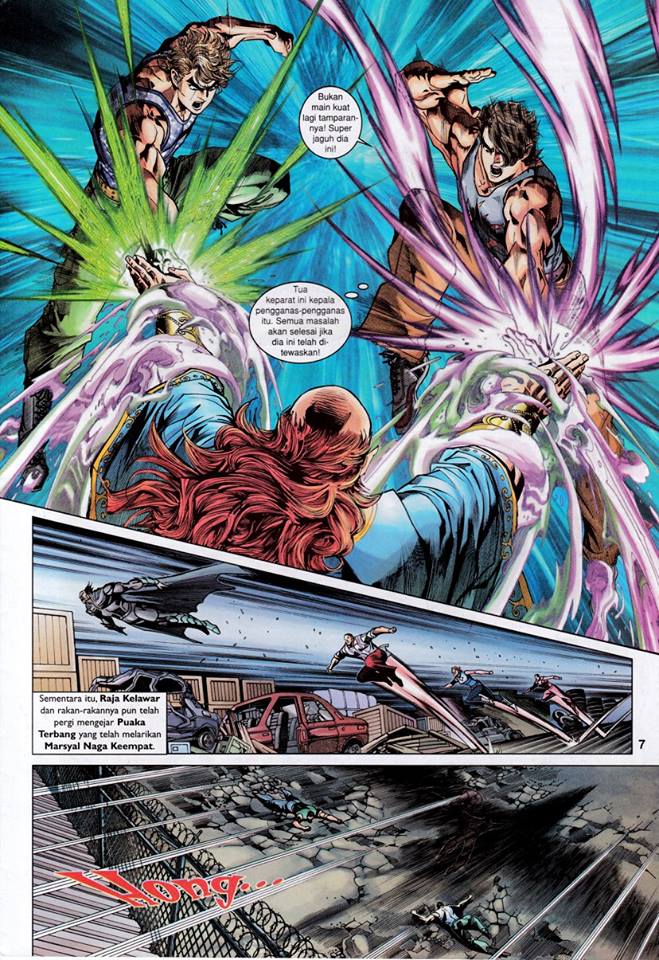 Bukan
main kuat
lagi tamparan-
nya! Super
jaguh dia
ini!
Tua
keparat ini kepala
pengganas-pengganas
itu. Semua masalah
akan selesai jika
dia ini telah di-
tewaskan!
Sementara itu, Raja Kelawar
dan rakan-rakannya pun telah
pergi mengejar Puaka
Terbang yang telah melarikan
Marsyal Naga Keempat.
7
Hong...